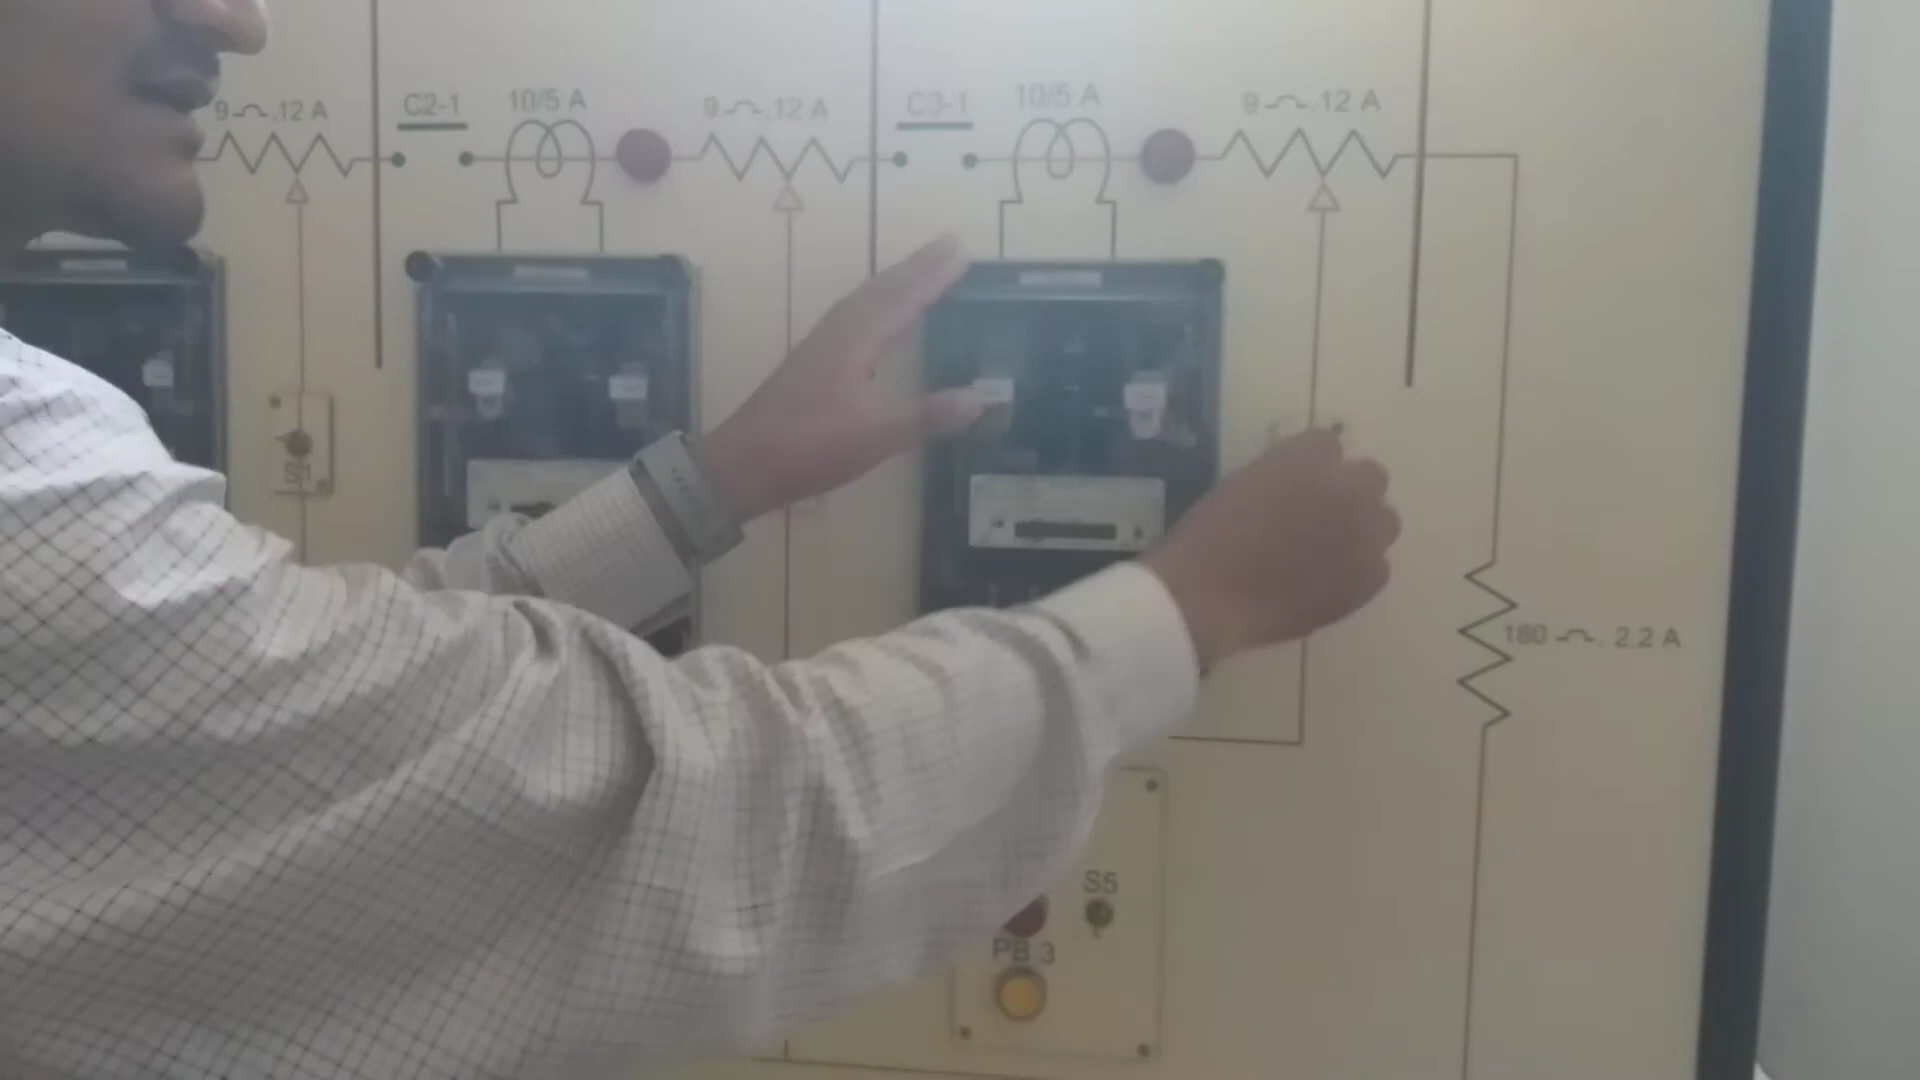 9 .12 A
C2-1
10/5 A
9 .12 A
C3-1
10/5 A
9 .12 A
180 . 2.2 A
S5
PB 3